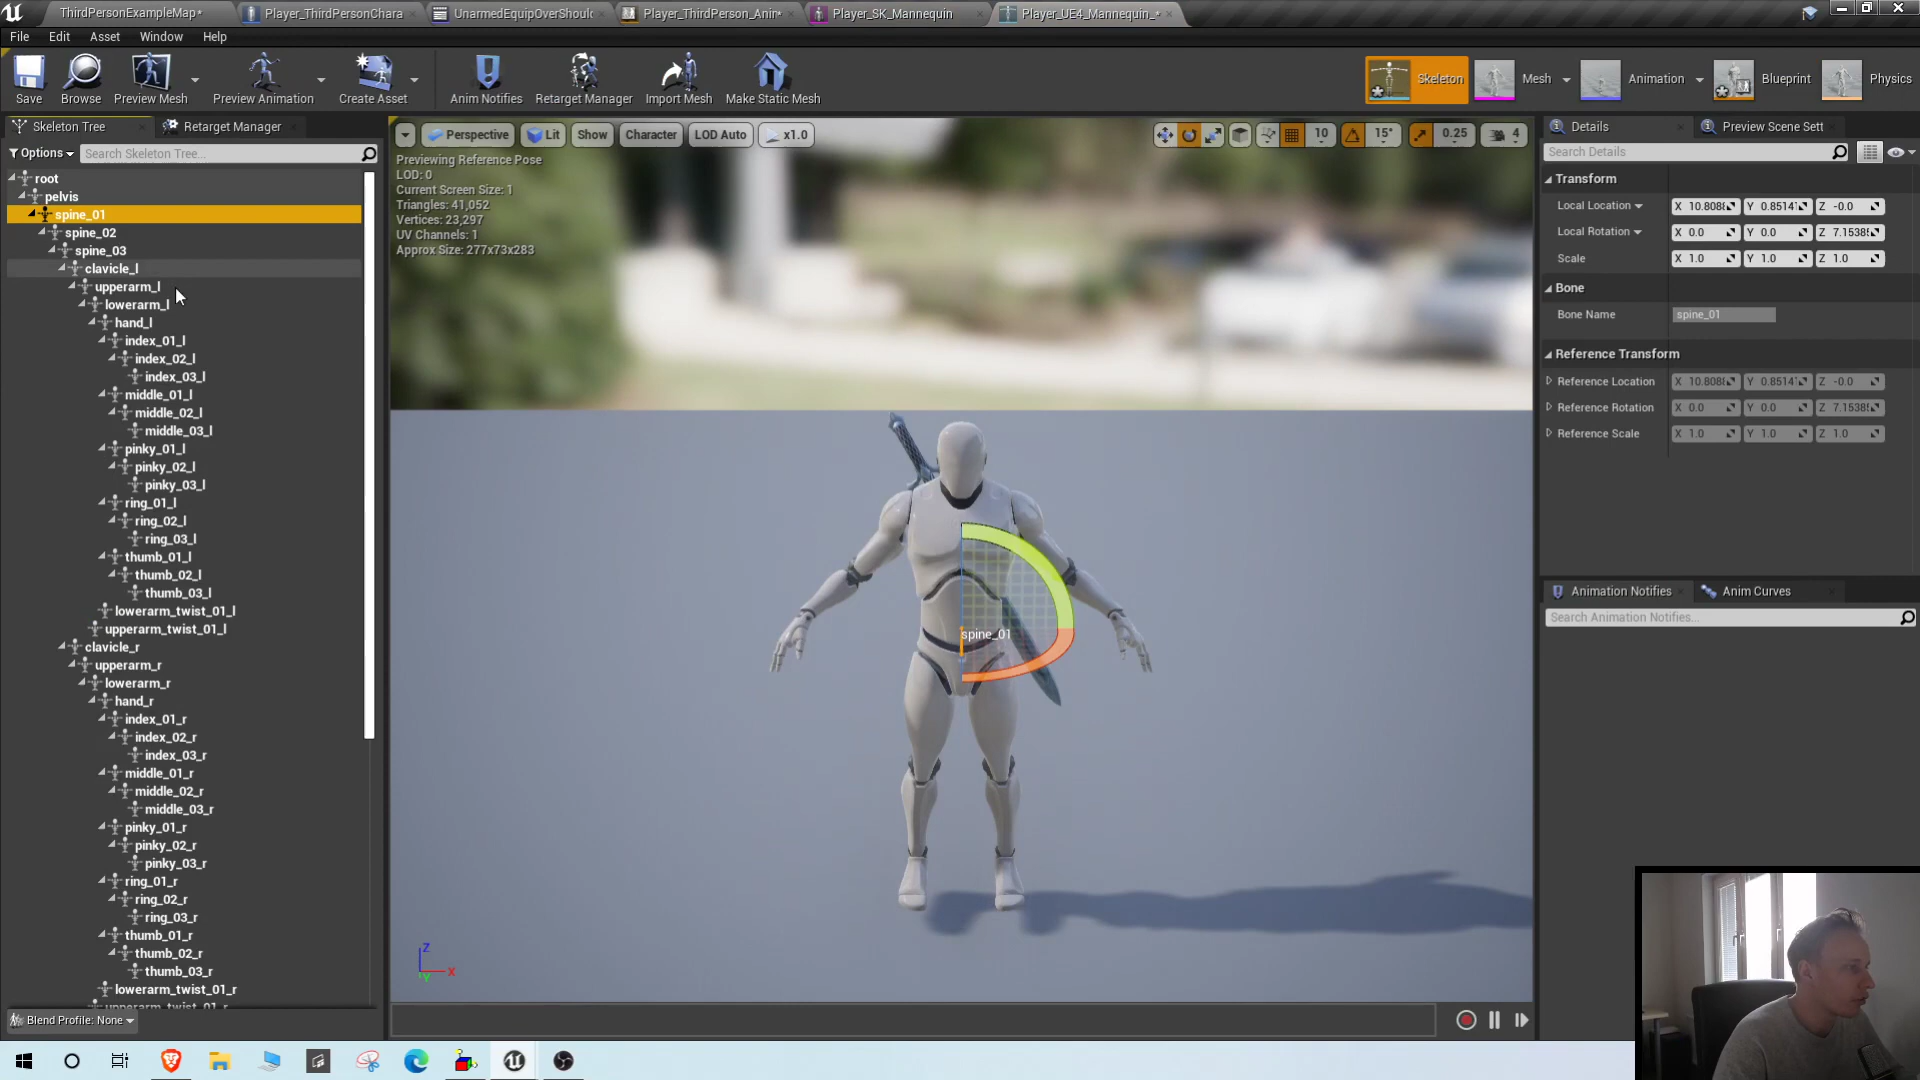 ThirdPersonExampleMap*
Player_ThirdPersonChara
UnarmedEquipOverShoul
Player_ThirdPerson_Anim*
Player_SK_Mannequin
Player_UE4_Mannequin_*
File Edit Asset Window Help
Save
Browse
Preview Mesh
Preview Animation
Create Asset
Anim Notifies
Retarget Manager
Import Mesh
Make Static Mesh
Skeleton
Mesh
Animation
Blueprint
Physics
Skeleton Tree
Retarget Manager
Options
Search Skeleton Tree...
root
pelvis
spine_01
spine_02
spine_03
clavicle_l
upperarm_l
lowerarm_l
hand_l
index_01_l
index_02_l
index_03_l
middle_01_l
middle_02_l
middle_03_l
pinky_01_l
pinky_02_l
pinky_03_l
ring_01_l
ring_02_l
ring_03_l
thumb_01_l
thumb_02_l
thumb_03_l
lowerarm_twist_01_l
upperarm_twist_01_l
clavicle_r
upperarm_r
lowerarm_r
hand_r
index_01_r
index_02_r
index_03_r
middle_01_r
middle_02_r
middle_03_r
pinky_01_r
pinky_02_r
pinky_03_r
ring_01_r
ring_02_r
ring_03_r
thumb_01_r
thumb_02_r
thumb_03_r
lowerarm_twist_01_r
upperarm_twist_01_r
Blend Profile: None
Perspective
Lit
Show
Character
LOD Auto
x1.0
10
15°
0.25
4
Previewing Reference Pose
LOD: 0
Current Screen Size: 1
Triangles: 41,052
Vertices: 23,297
UV Channels: 1
Approx Size: 277x73x283
spine_01
Z
X
Y
Details
Preview Scene Sett
Search Details
Transform
Local Location X 10.808 Y 0.8514 Z -0.0
Local Rotation X 0.0 Y 0.0 Z 7.1538
Scale X 1.0 Y 1.0 Z 1.0
Bone
Bone Name spine_01
Reference Transform
Reference Location X 10.808 Y 0.8514 Z -0.0
Reference Rotation X 0.0 Y 0.0 Z 7.1538
Reference Scale X 1.0 Y 1.0 Z 1.0
Animation Notifies
Anim Curves
Search Animation Notifies...